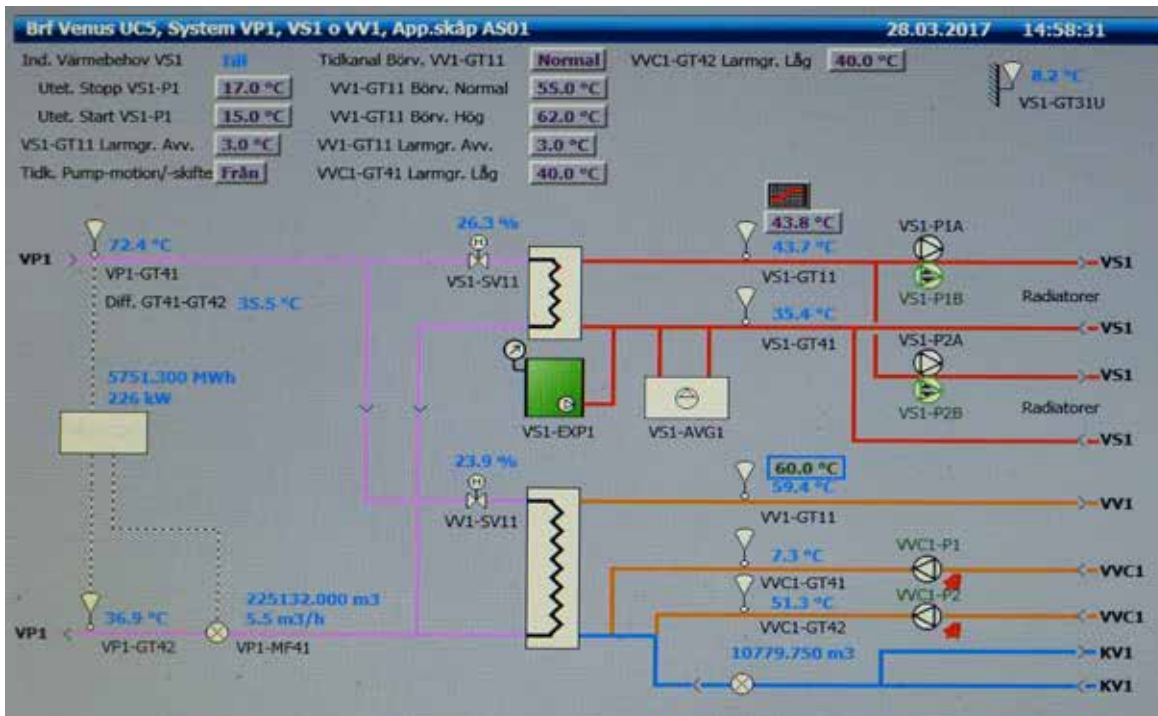 Brf Venus UC5, System VP1, VS1 o VV1, App.skåp AS01 28.03.2017 14:58:31
Ind. Värmebehov VS1 Till Tidkanal Börv. VV1-GT11 Normal VVC1-GT42 Larmgr. Låg 40.0 °C
8.2 °C
Utet. Stopp VS1-P1 17.0 °C VV1-GT11 Börv. Normal 55.0 °C
VS1-GT31U
Utet. Start VS1-P1 15.0 °C VV1-GT11 Börv. Hög 62.0 °C
VS1-GT11 Larmgr. Avv. 3.0 °C VV1-GT11 Larmgr. Avv. 3.0 °C
Tidk. Pump-motion/-skifte Från VVC1-GT41 Larmgr. Låg 40.0 °C
26.3 % 43.8 °C VS1-P1A
72.4 °C 43.7 °C
VP1 VS1
VP1-GT41 VS1-SV11 VS1-GT11
Diff. GT41-GT42 35.5 °C VS1-P1B Radiatorer
35.4 °C
VS1
VS1-GT41 VS1-P2A
5751.300 MWh VS1
226 kW
VS1-P2B Radiatorer
VS1-EXP1 VS1-AVG1
VS1
23.9 % 60.0 °C
59.4 °C
VV1
VV1-SV11 VV1-GT11
VVC1-P1
7.3 °C
VVC1
VVC1-GT41 VVC1-P2
225132.000 m3 51.3 °C
36.9 °C 5.5 m3/h VVC1
VP1 VVC1-GT42
VP1-GT42 VP1-MF41 10779.750 m3 KV1
KV1